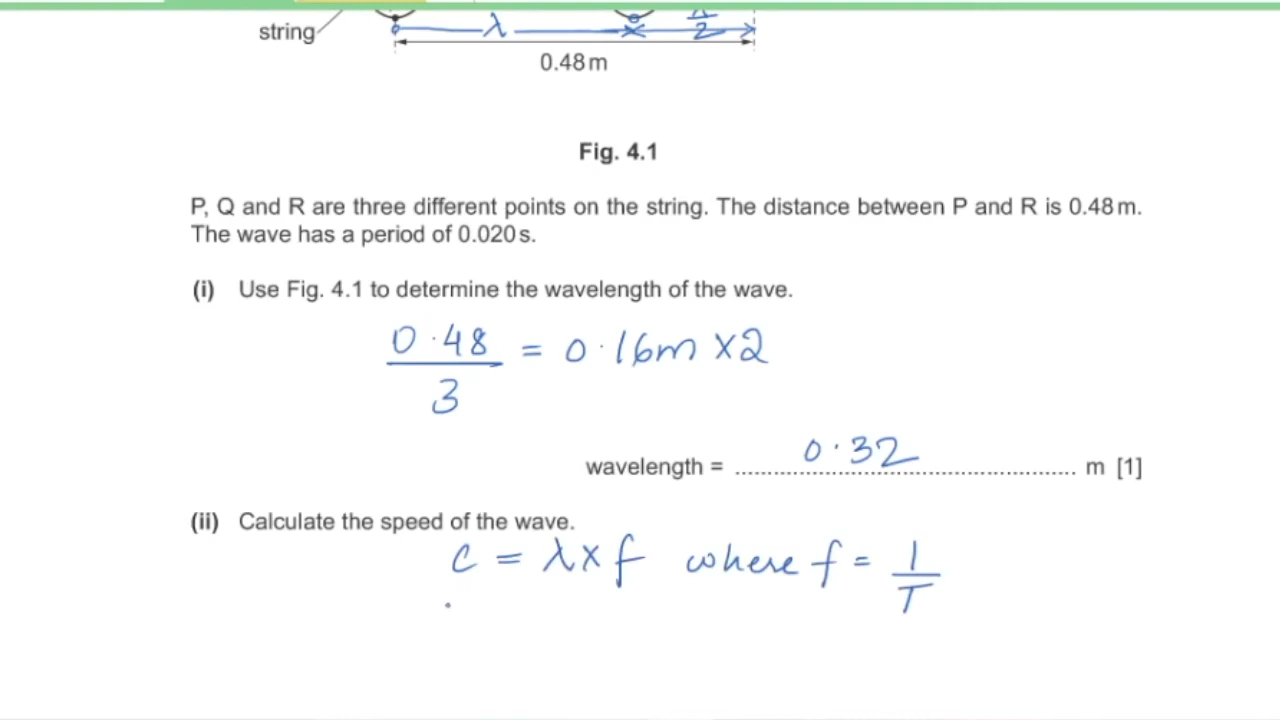 string
λ
λ/2
0.48 m
Fig. 4.1
P, Q and R are three different points on the string. The distance between P and R is 0.48 m.
The wave has a period of 0.020 s.
(i) Use Fig. 4.1 to determine the wavelength of the wave.
0.48/3 = 0.16m ×2
wavelength = ........ 0.32 ........ m [1]
(ii) Calculate the speed of the wave.
c = λ × f where f = 1/T